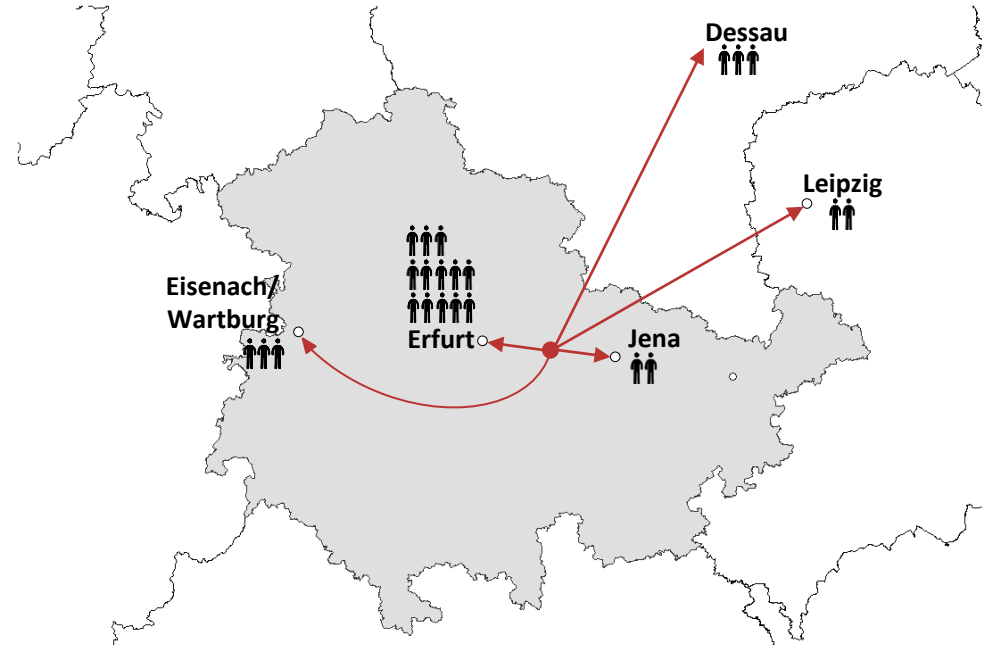 Dessau
Leipzig
Eisenach/
Wartburg
Erfurt
Jena